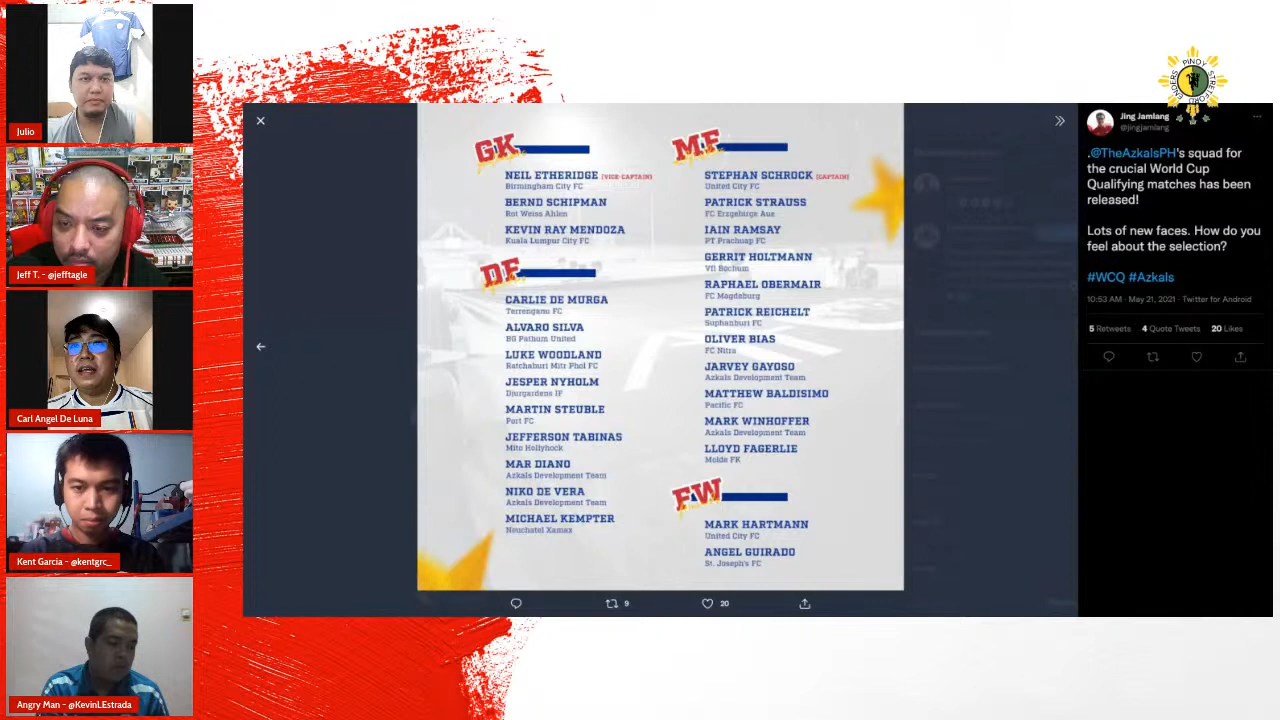 Julio
Jeff T. - @jefftagle
Carl Angel De Luna
Kent Garcia - @kentgrc_
Angry Man - @KevinLEstrada
GK
NEIL ETHERIDGE (VICE-CAPTAIN)
Birmingham City FC
BERND SCHIPMAN
Rot Weiss Ahlen
KEVIN RAY MENDOZA
Kuala Lumpur City FC
DF
CARLIE DE MURGA
Terrenganu FC
ALVARO SILVA
BG Pathum United
LUKE WOODLAND
Ratchaburi Mitr Phol FC
JESPER NYHOLM
Djurgardens IF
MARTIN STEUBLE
Port FC
JEFFERSON TABINAS
Mito Hollyhock
MAR DIANO
Azkals Development Team
NIKO DE VERA
Azkals Development Team
MICHAEL KEMPTER
Neuchatel Xamax
MF
STEPHAN SCHROCK (CAPTAIN)
United City FC
PATRICK STRAUSS
FC Erzgebirge Aue
IAIN RAMSAY
PT Prachuap FC
GERRIT HOLTMANN
Vfl Bochum
RAPHAEL OBERMAIR
FC Magdeburg
PATRICK REICHELT
Suphanburi FC
OLIVER BIAS
FC Nitra
JARVEY GAYOSO
Azkals Development Team
MATTHEW BALDISIMO
Pacific FC
MARK WINHOFFER
Azkals Development Team
LLOYD FAGERLIE
Molde FK
FW
MARK HARTMANN
United City FC
ANGEL GUIRADO
St. Joseph's FC
9
20
PINOY STRETFORD ENDERS
Jing Jamlang
@jingjamlang
.@TheAzkalsPH's squad for
the crucial World Cup
Qualifying matches has been
released!
Lots of new faces. How do you
feel about the selection?
#WCQ #Azkals
10:53 AM · May 21, 2021 · Twitter for Android
5 Retweets 4 Quote Tweets 20 Likes